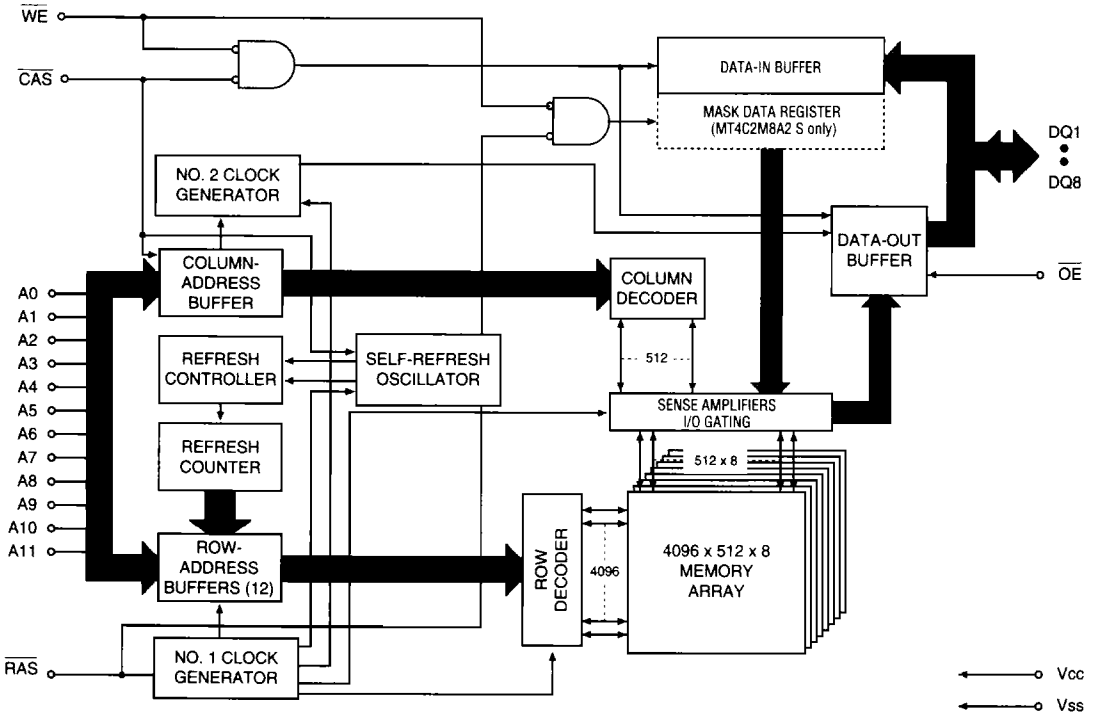 WE
CAS
DATA-IN BUFFER
MASK DATA REGISTER
(MT4C2M8A2 S only)
DQ1
DQ8
NO. 2 CLOCK
GENERATOR
DATA-OUT
BUFFER
OE
COLUMN-
ADDRESS
BUFFER
COLUMN
DECODER
A0
A1
A2
A3
A4
A5
A6
A7
A8
A9
A10
A11
REFRESH
CONTROLLER
SELF-REFRESH
OSCILLATOR
512
SENSE AMPLIFIERS
I/O GATING
REFRESH
COUNTER
512 x 8
ROW-
ADDRESS
BUFFERS (12)
ROW
DECODER
4096
4096 x 512 x 8
MEMORY
ARRAY
RAS
NO. 1 CLOCK
GENERATOR
Vcc
Vss